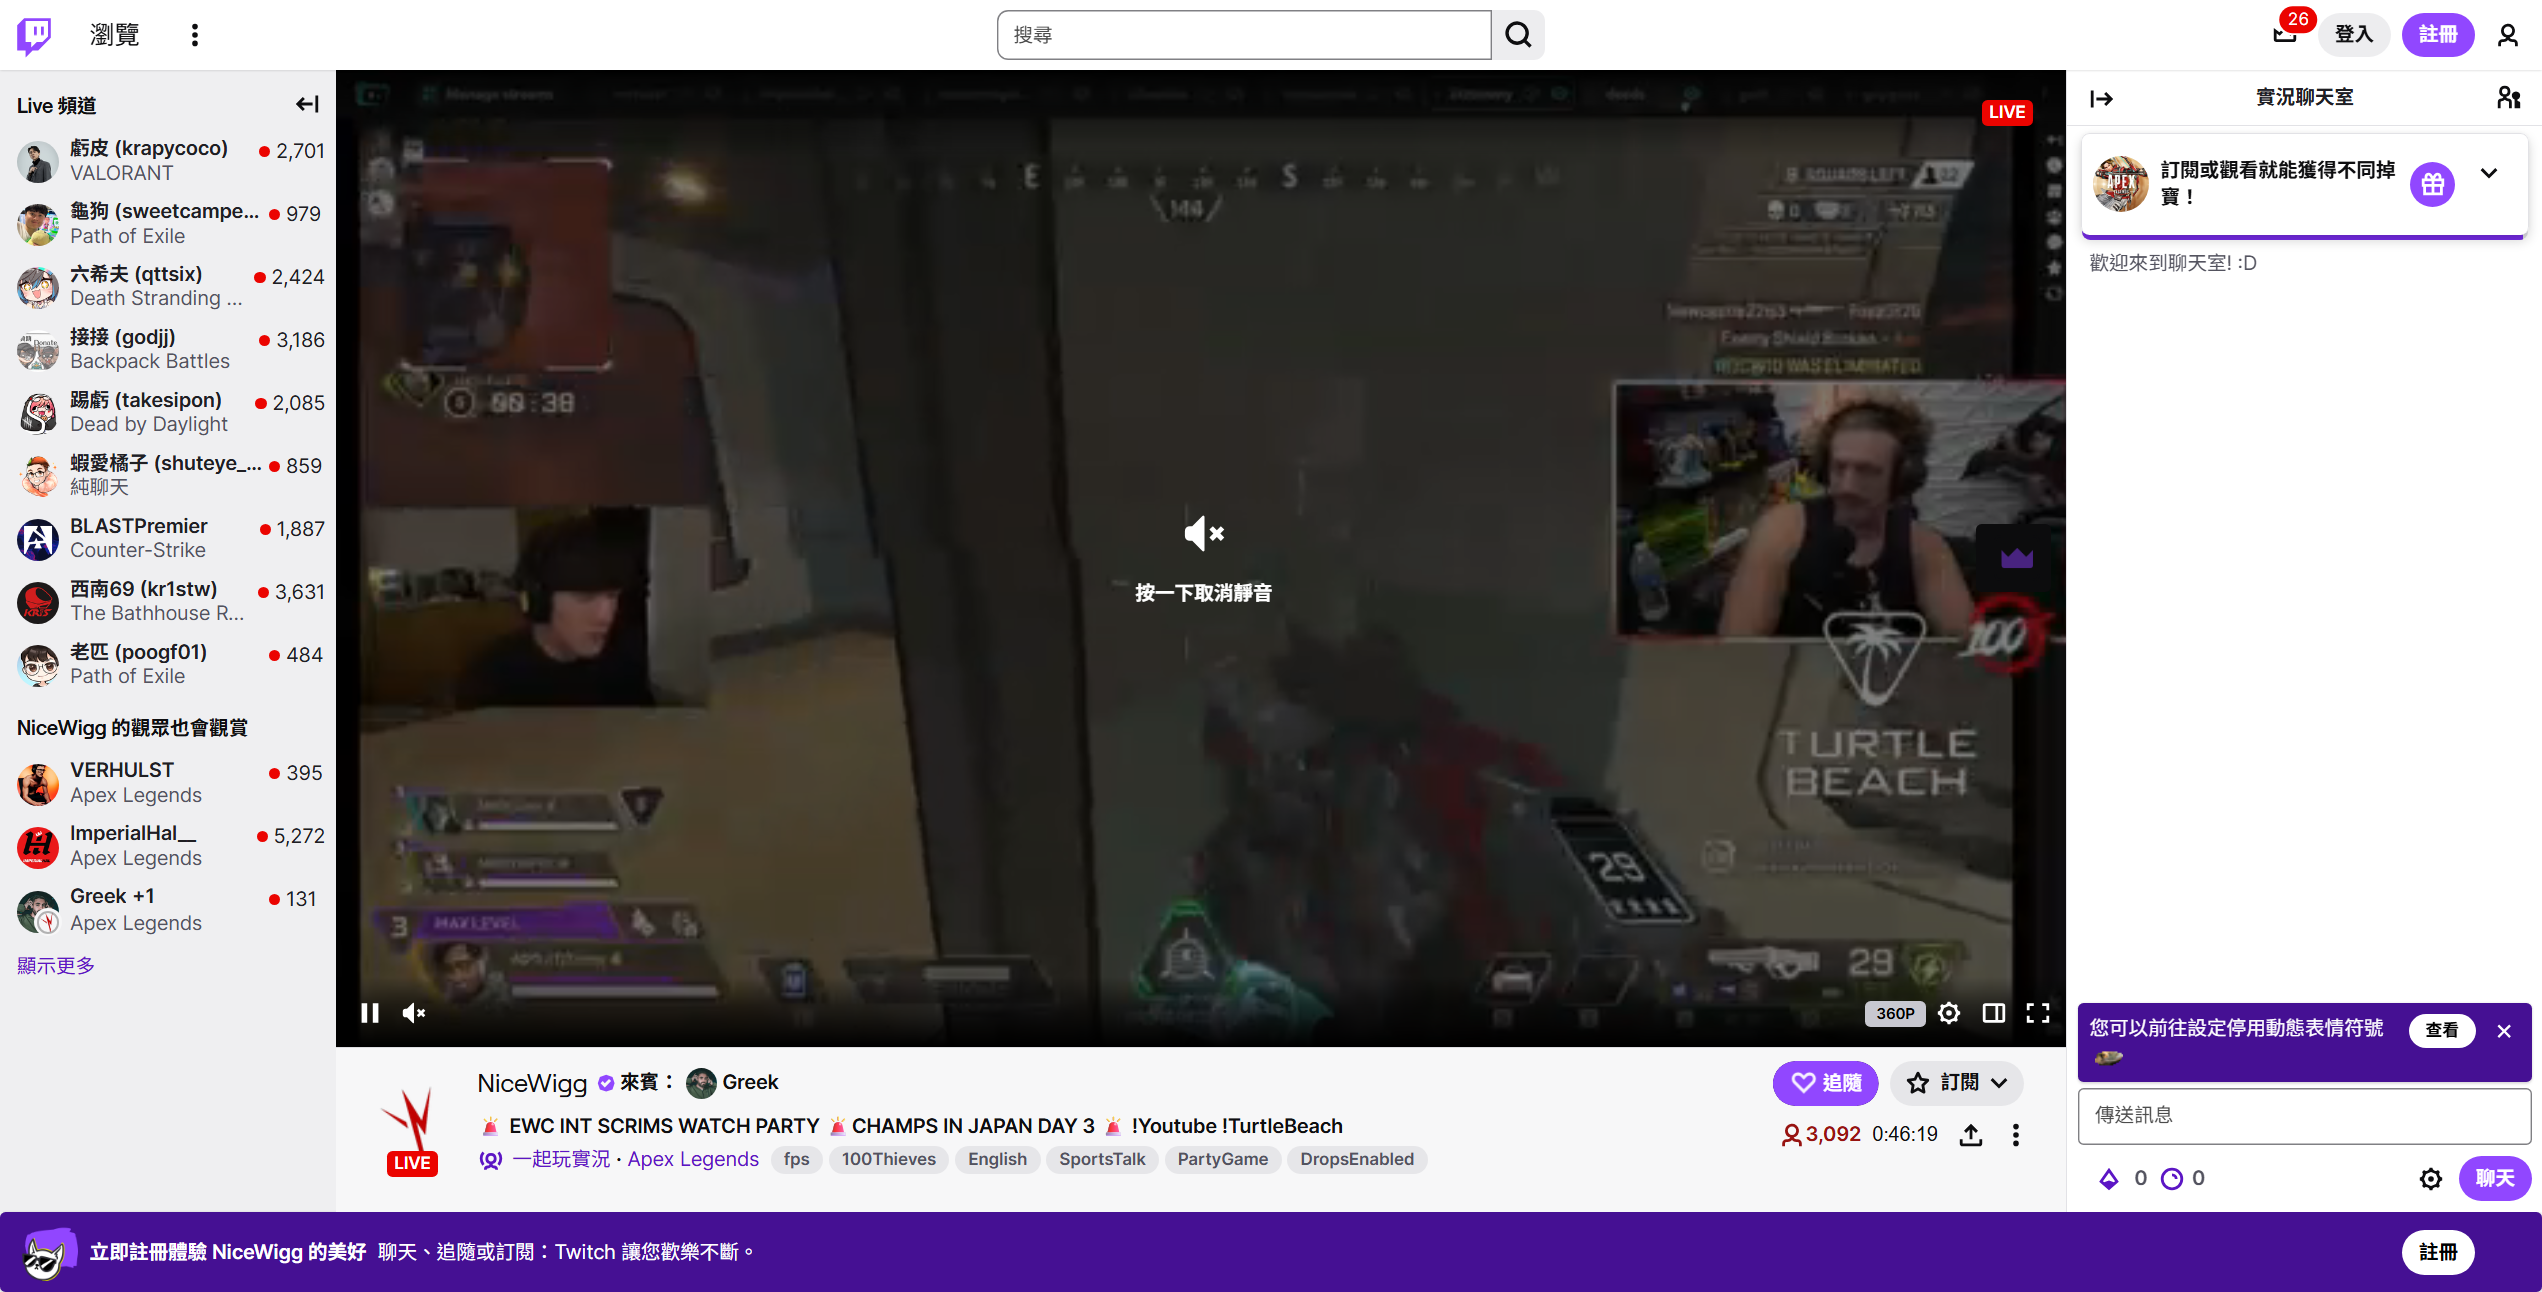 瀏覽
搜尋
26
登入
註冊
Live 頻道
虧皮 (krapycoco)
2,701
VALORANT
龜狗 (sweetcampe...
979
Path of Exile
六希夫 (qttsix)
2,424
Death Stranding ...
接接 (godjj)
3,186
Backpack Battles
踢虧 (takesipon)
2,085
Dead by Daylight
蝦愛橘子 (shuteye_...
859
純聊天
BLASTPremier
1,887
Counter-Strike
西南69 (kr1stw)
3,631
The Bathhouse R...
老匹 (poogf01)
484
Path of Exile
NiceWigg 的觀眾也會觀賞
VERHULST
395
Apex Legends
ImperialHal__
5,272
Apex Legends
Greek +1
131
Apex Legends
顯示更多
Manage streams
LIVE
E
S
144
00:38
按一下取消靜音
100
TURTLE
BEACH
29
3
MAX LEVEL
29
360P
NiceWigg
來賓：
Greek
追隨
訂閱
EWC INT SCRIMS WATCH PARTY
CHAMPS IN JAPAN DAY 3
!Youtube !TurtleBeach
3,092
0:46:19
LIVE
一起玩實況 · Apex Legends
fps
100Thieves
English
SportsTalk
PartyGame
DropsEnabled
實況聊天室
APEX
訂閱或觀看就能獲得不同掉
寶！
歡迎來到聊天室! :D
您可以前往設定停用動態表情符號
查看
傳送訊息
0
0
聊天
立即註冊體驗 NiceWigg 的美好 聊天、追隨或訂閱：Twitch 讓您歡樂不斷。
註冊